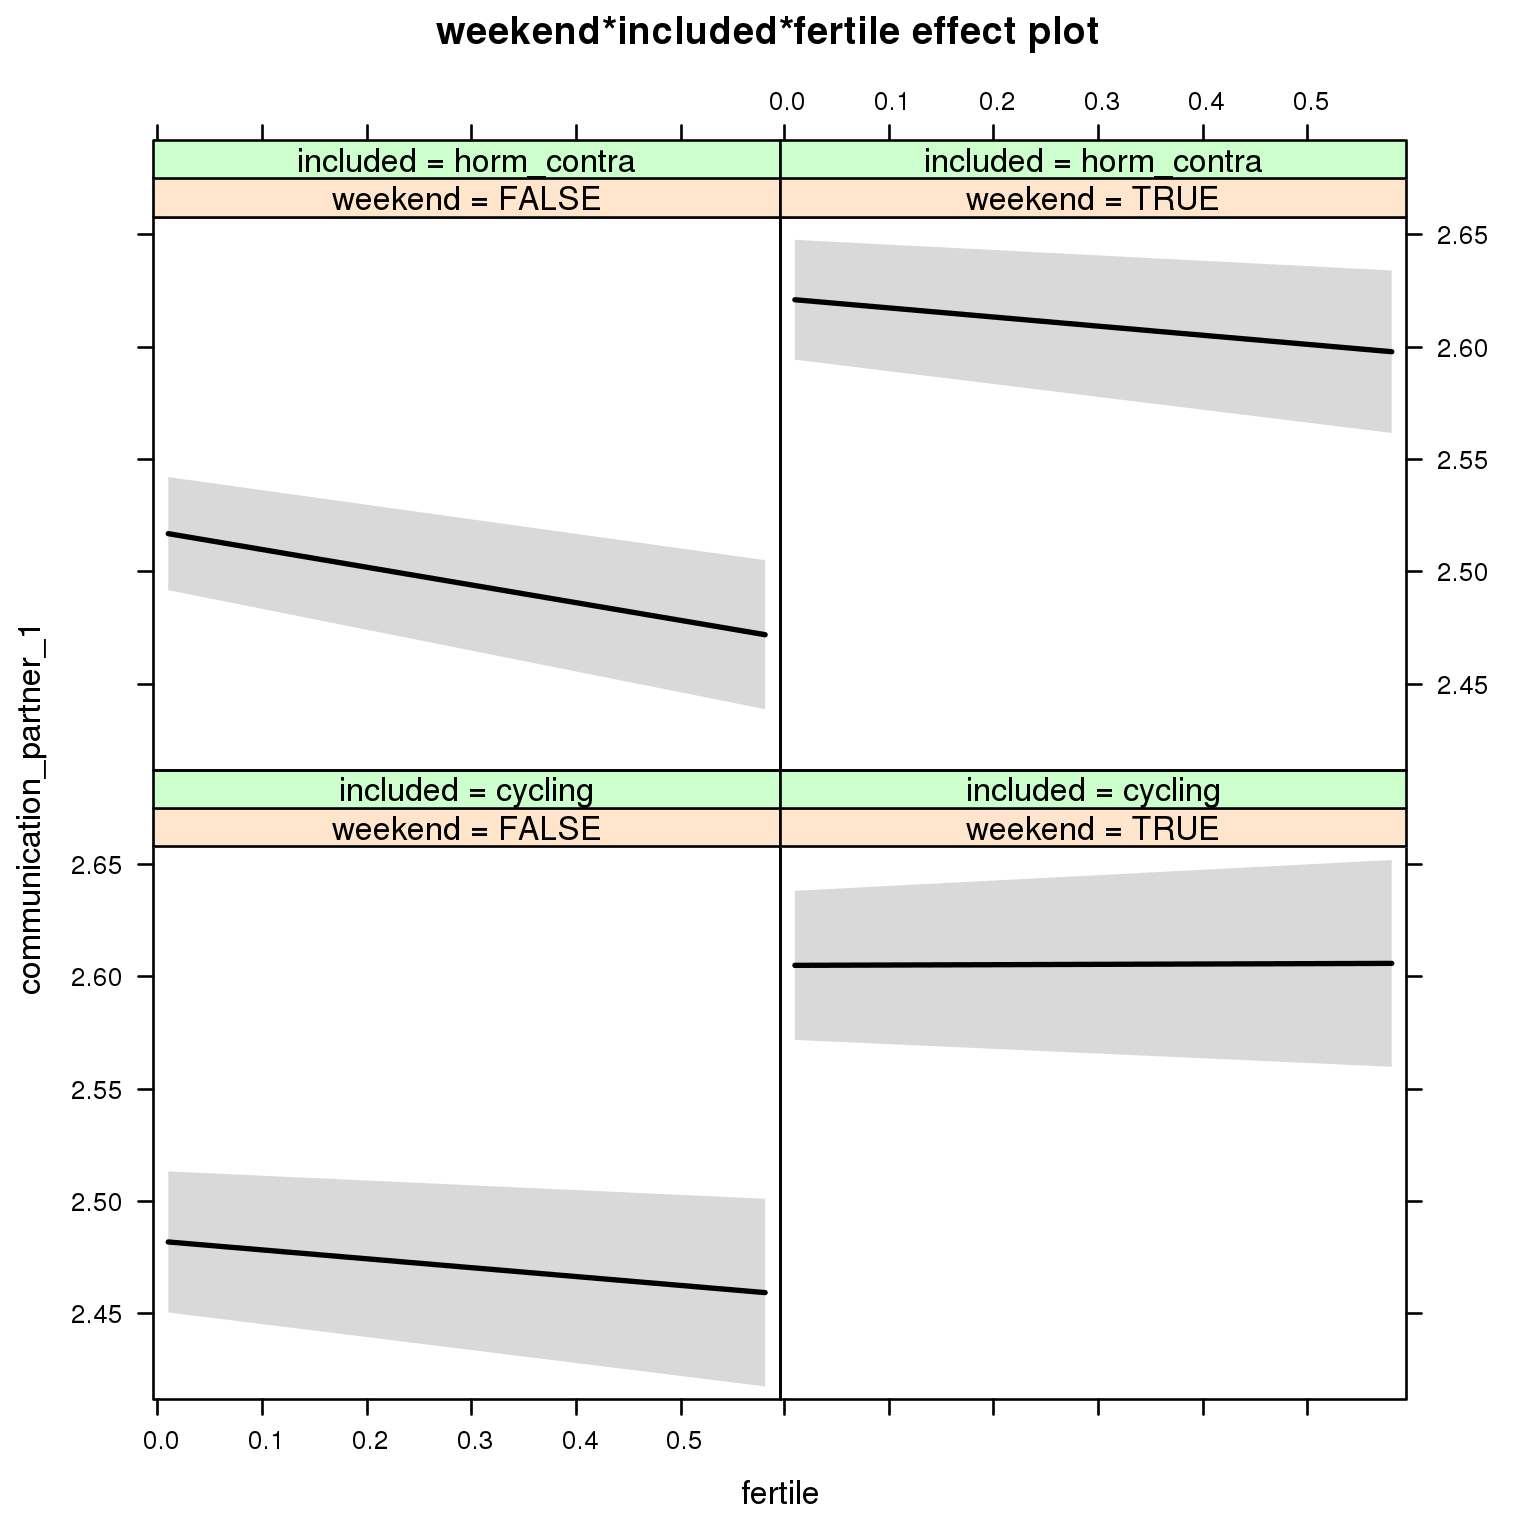 weekend*included*fertile effect plot
0.0 0.1 0.2 0.3 0.4 0.5
included = horm_contra included = horm_contra
weekend = FALSE weekend = TRUE
2.65
2.60
2.55
2.50
2.45
communication_partner_1
included = cycling included = cycling
weekend = FALSE weekend = TRUE
2.65
2.60
2.55
2.50
2.45
0.0 0.1 0.2 0.3 0.4 0.5
fertile